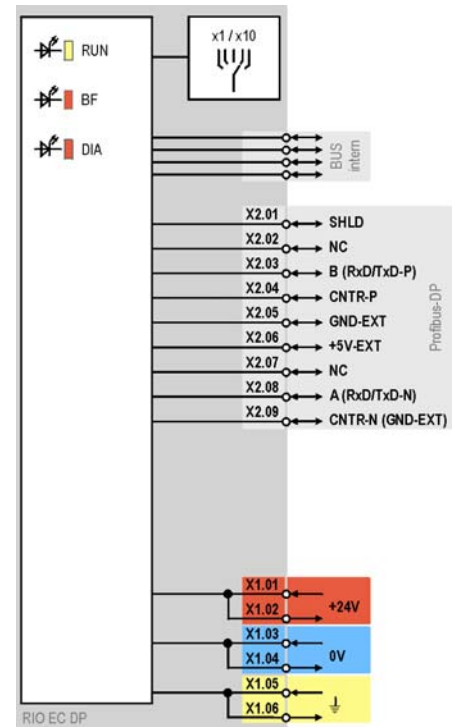 x1 / x10
RUN
BF
DIA
BUS
intern
X2.01 SHLD
X2.02 NC
X2.03 B (RxD/TxD-P)
X2.04 CNTR-P
X2.05 GND-EXT
X2.06 +5V-EXT
X2.07 NC
X2.08 A (RxD/TxD-N)
X2.09 CNTR-N (GND-EXT)
Profibus-DP
X1.01
X1.02 +24V
X1.03
X1.04 0V
X1.05
X1.06
RIO EC DP